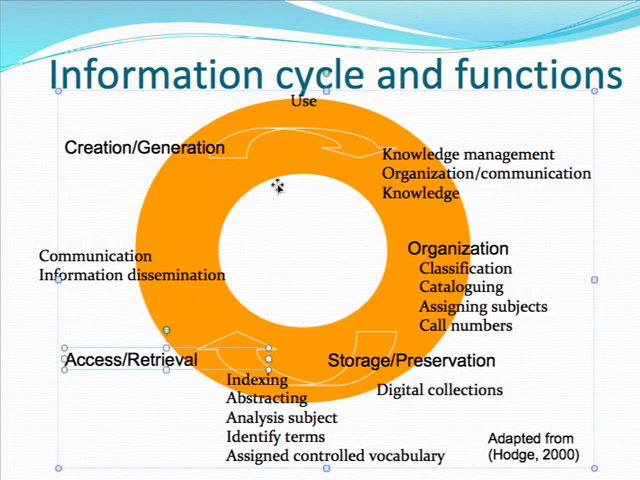 Information cycle and functions
Use
Creation/Generation
Knowledge management
Organization/communication
Knowledge
Communication
Information dissemination
Organization
Classification
Cataloguing
Assigning subjects
Call numbers
Access/Retrieval
Storage/Preservation
Indexing
Abstracting
Analysis subject
Identify terms
Assigned controlled vocabulary
Digital collections
Adapted from
(Hodge, 2000)